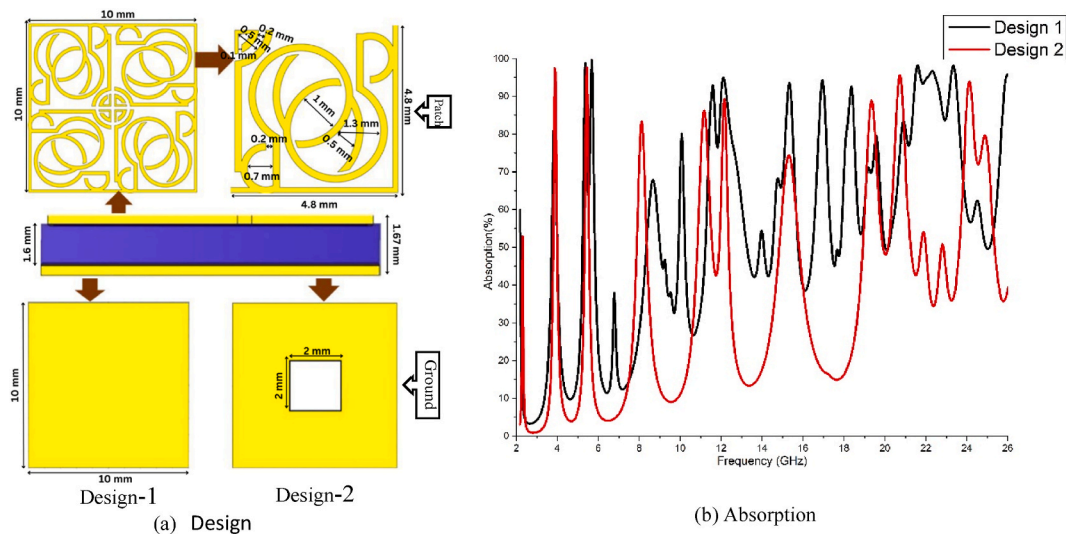 10 mm
10 mm
0.2 mm
0.5 mm
0.1 mm
1 mm
1.3 mm
0.5 mm
0.2 mm
0.7 mm
4.8 mm
4.8 mm
Patch
1.6 mm
1.67 mm
10 mm
10 mm
Design-1
2 mm
2 mm
Ground
Design-2
(a) Design
Design 1
Design 2
Absorption(%)
100
90
80
70
60
50
40
30
20
10
0
2 4 6 8 10 12 14 16 18 20 22 24 26
Frequency (GHz)
(b) Absorption